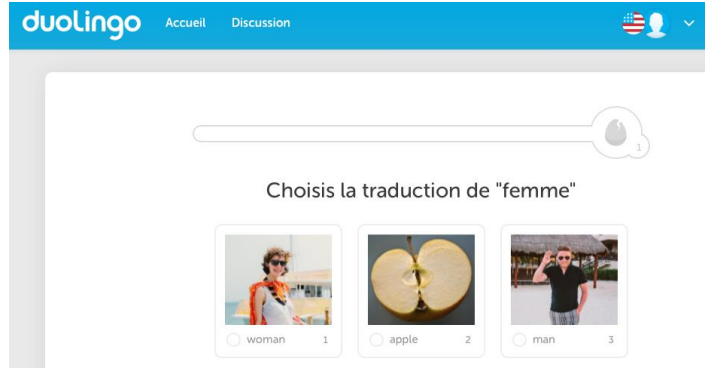 duolingo Accueil Discussion
1
Choisis la traduction de "femme"
woman 1 apple 2 man 3